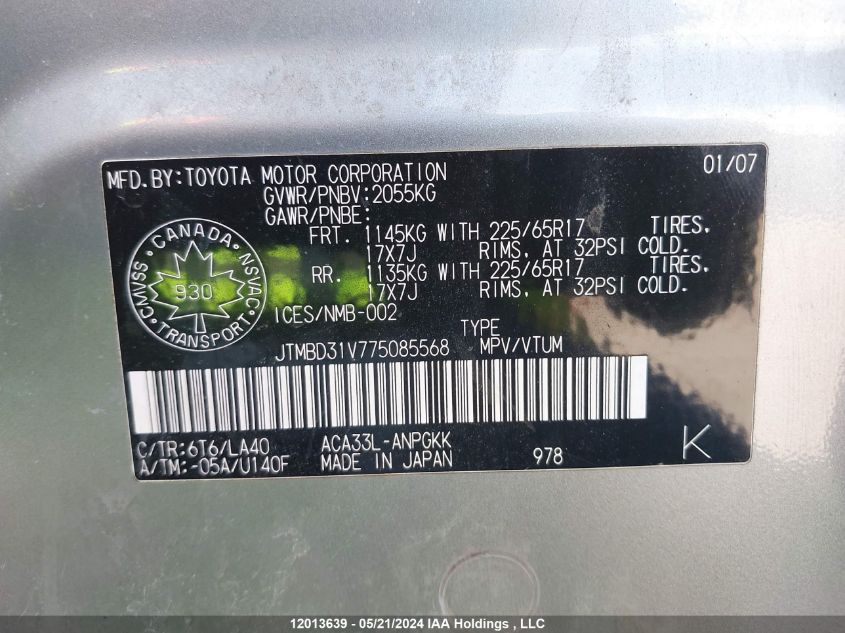 MFD.BY:TOYOTA MOTOR CORPORATION 01/07
GVWR/PNBV:2055KG
GAWR/PNBE:
FRT. 1145KG WITH 225/65R17 TIRES,
17X7J RIMS, AT 32PSI COLD.
RR. 1135KG WITH 225/65R17 TIRES,
17X7J RIMS, AT 32PSI COLD.
CANADA
CMVSS NSVAC
930
TRANSPORT
ICES/NMB-002
TYPE
JTMBD31V775085568 MPV/VTUM
C/TR:6T6/LA40 ACA33L-ANPGKK
A/TM:-05A/U140F MADE IN JAPAN 978 K
12013639 - 05/21/2024 IAA Holdings , LLC